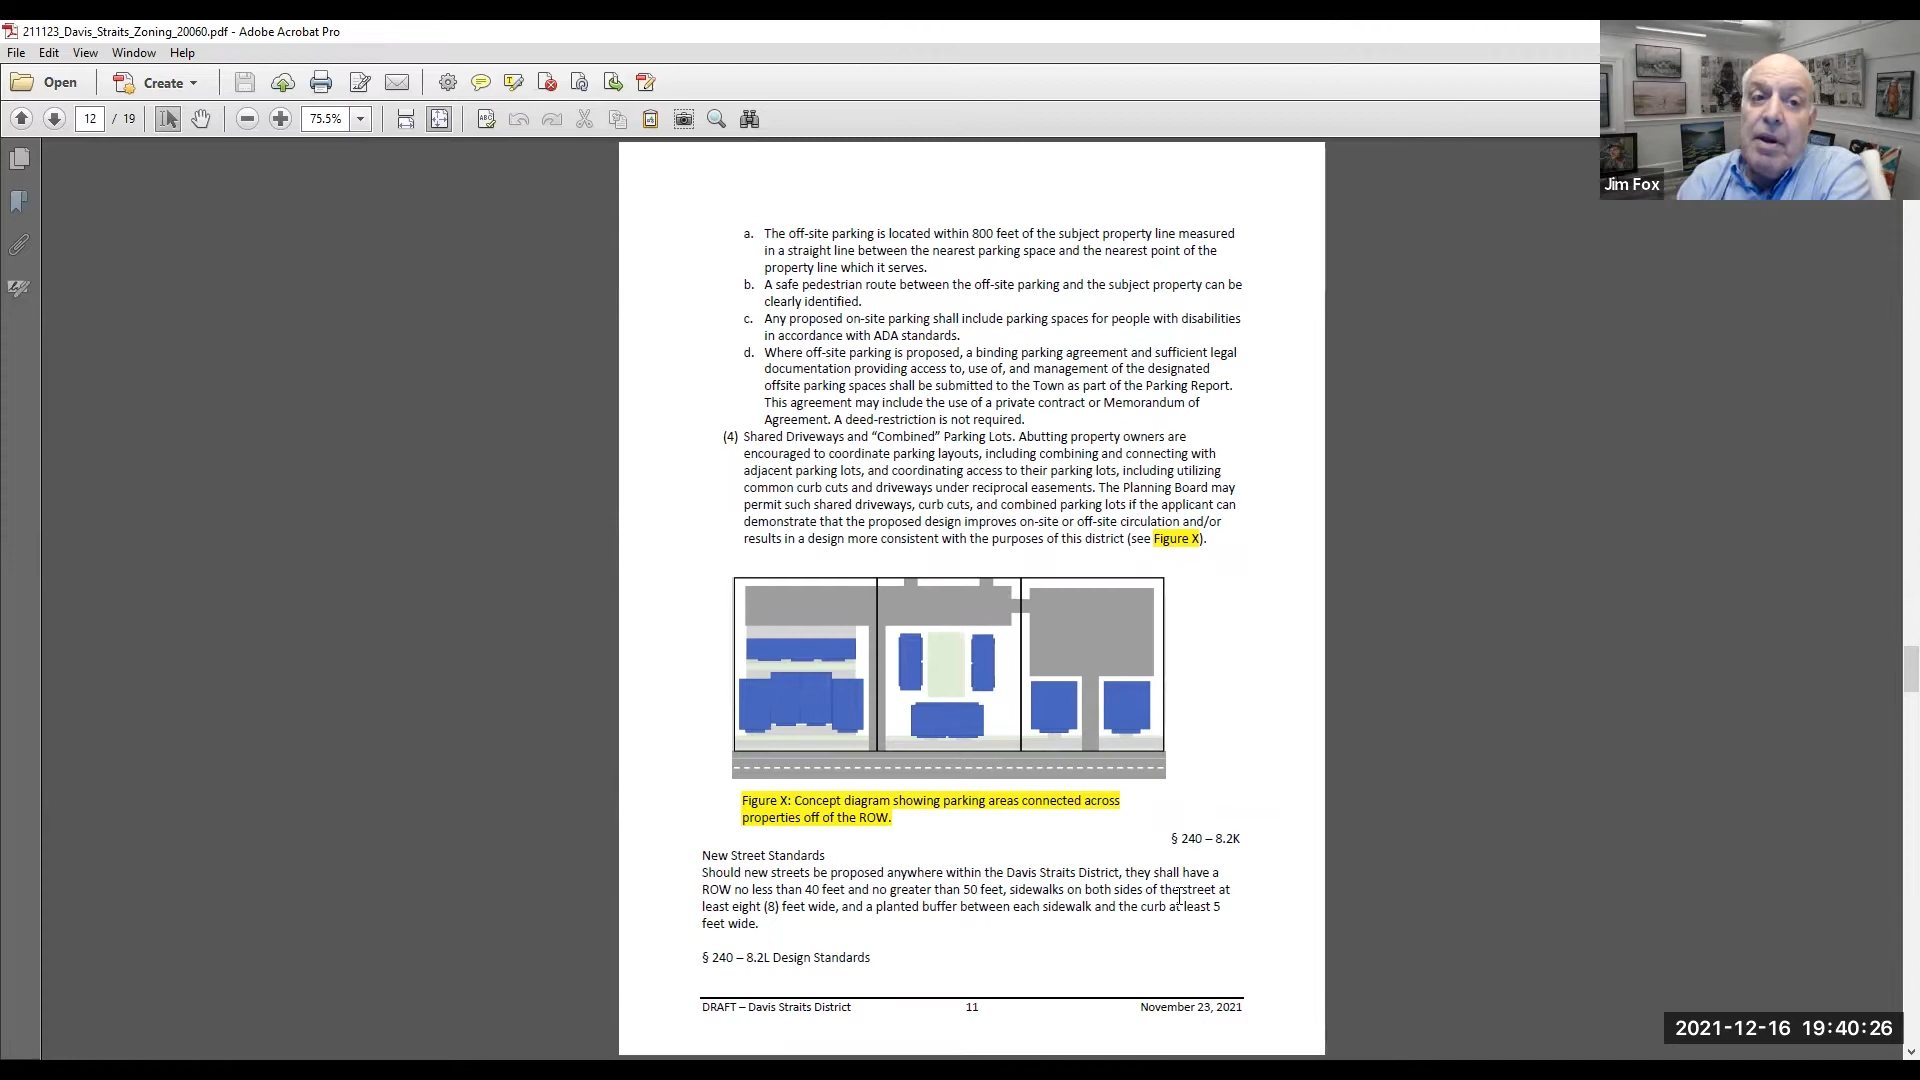 211123_Davis_Straits_Zoning_20060.pdf - Adobe Acrobat Pro
File Edit View Window Help
Open Create
12 / 19 75.5%
Jim Fox
a. The off-site parking is located within 800 feet of the subject property line measured
in a straight line between the nearest parking space and the nearest point of the
property line which it serves.
b. A safe pedestrian route between the off-site parking and the subject property can be
clearly identified.
c. Any proposed on-site parking shall include parking spaces for people with disabilities
in accordance with ADA standards.
d. Where off-site parking is proposed, a binding parking agreement and sufficient legal
documentation providing access to, use of, and management of the designated
offsite parking spaces shall be submitted to the Town as part of the Parking Report.
This agreement may include the use of a private contract or Memorandum of
Agreement. A deed-restriction is not required.
(4) Shared Driveways and “Combined” Parking Lots. Abutting property owners are
encouraged to coordinate parking layouts, including combining and connecting with
adjacent parking lots, and coordinating access to their parking lots, including utilizing
common curb cuts and driveways under reciprocal easements. The Planning Board may
permit such shared driveways, curb cuts, and combined parking lots if the applicant can
demonstrate that the proposed design improves on-site or off-site circulation and/or
results in a design more consistent with the purposes of this district (see Figure X).
Figure X: Concept diagram showing parking areas connected across
properties off of the ROW.
§ 240 – 8.2K
New Street Standards
Should new streets be proposed anywhere within the Davis Straits District, they shall have a
ROW no less than 40 feet and no greater than 50 feet, sidewalks on both sides of the street at
least eight (8) feet wide, and a planted buffer between each sidewalk and the curb at least 5
feet wide.
§ 240 – 8.2L Design Standards
DRAFT – Davis Straits District 11 November 23, 2021
2021-12-16 19:40:26